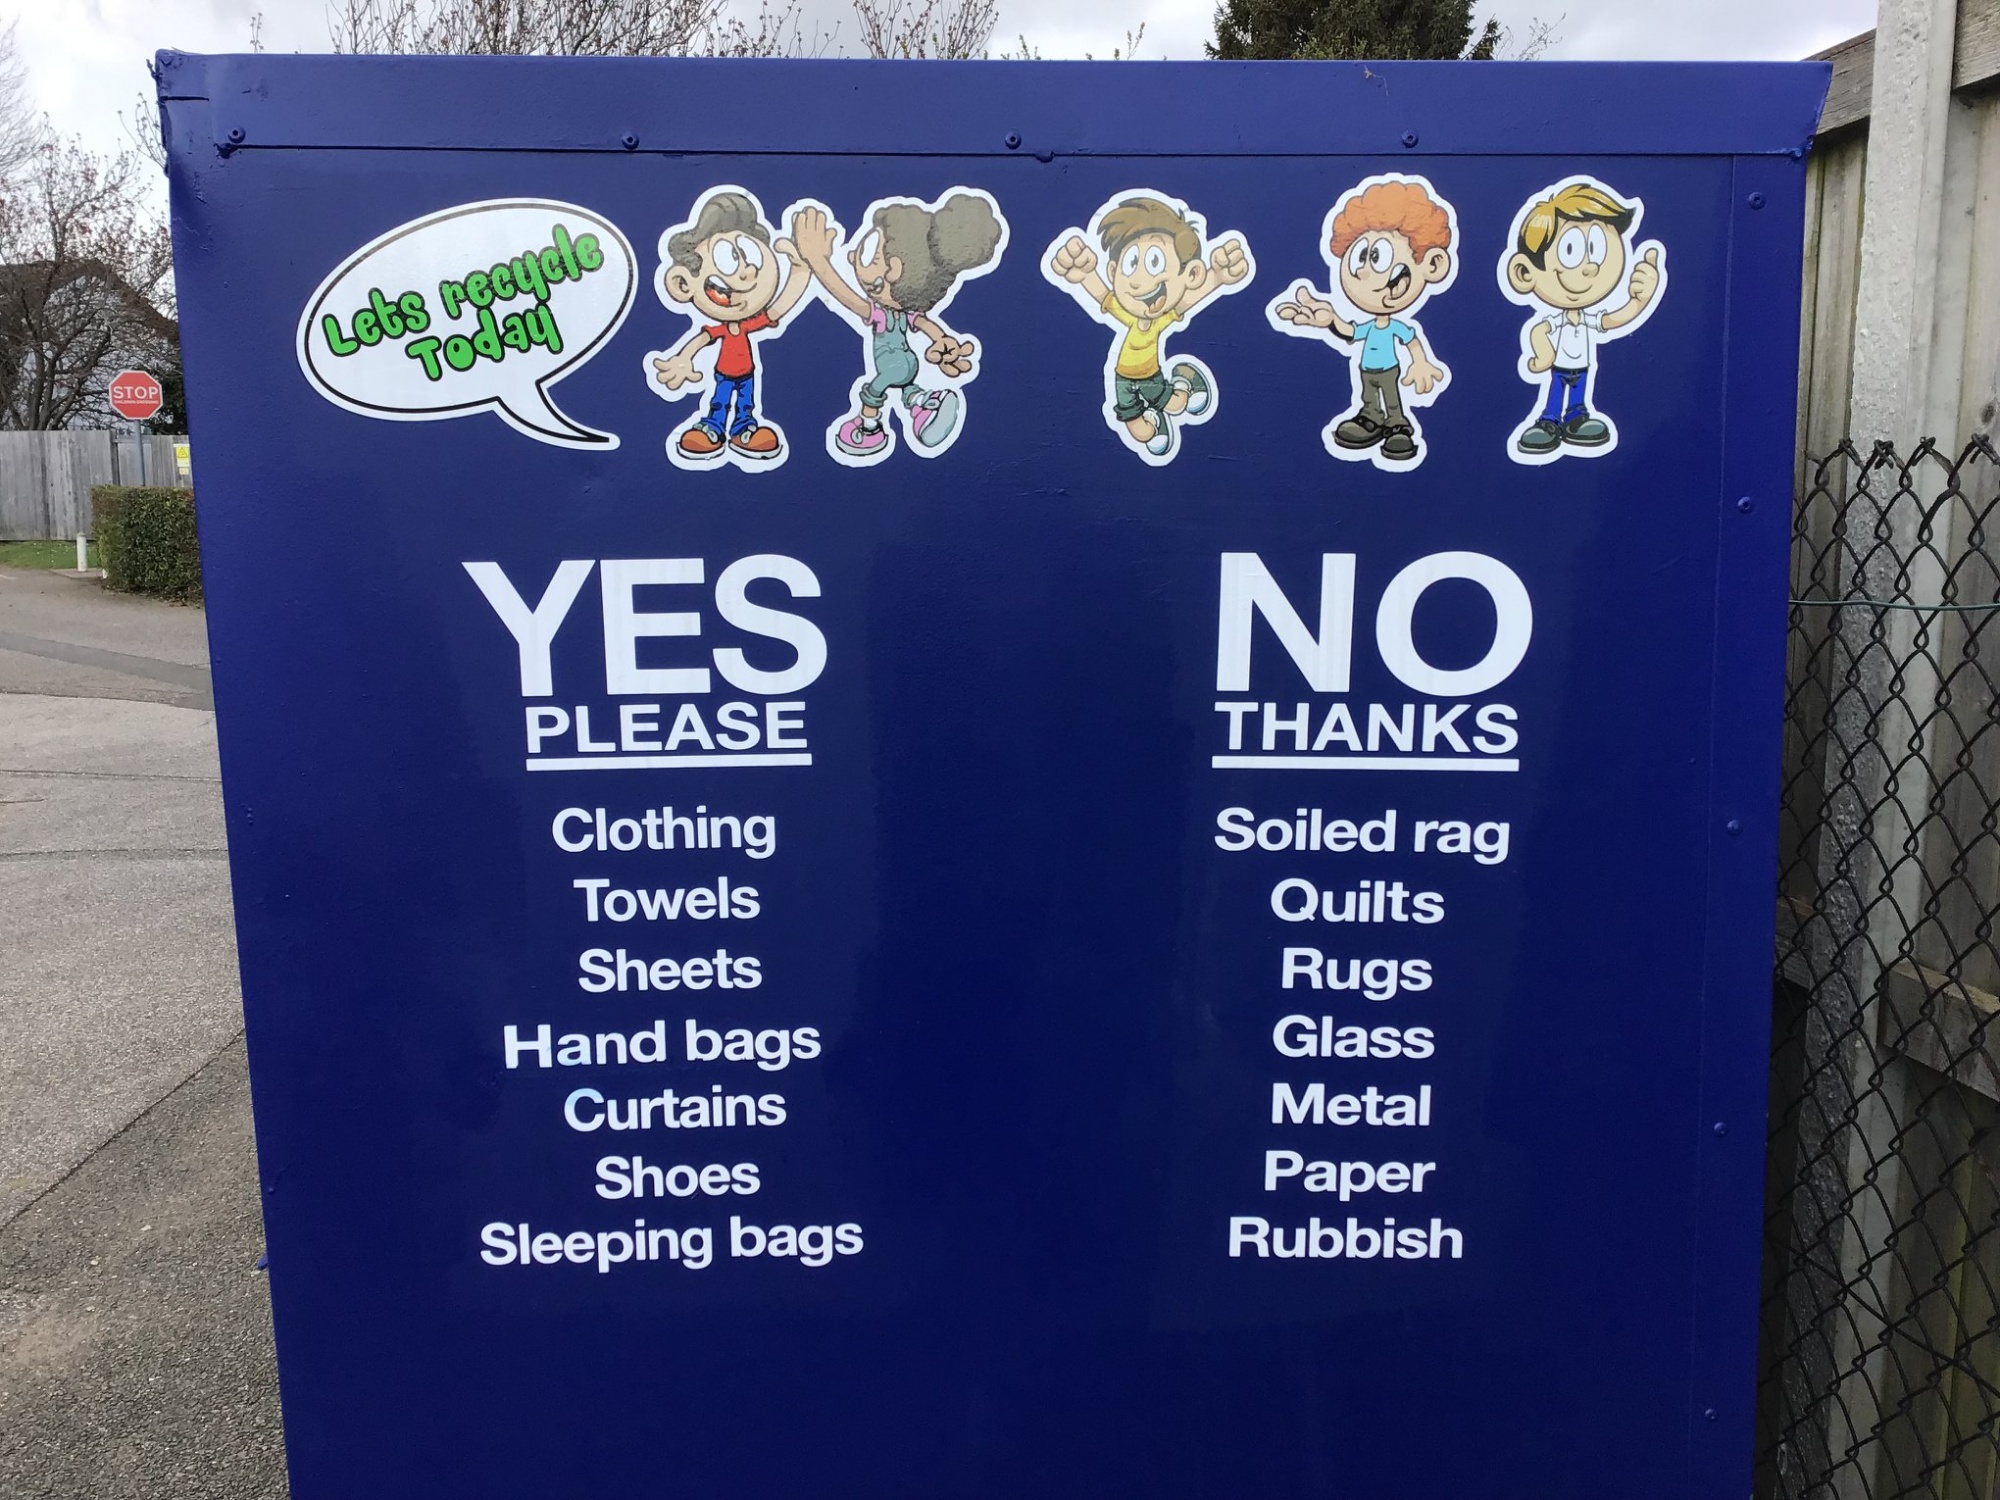 Lets recycle
Today
STOP
YES
PLEASE
Clothing
Towels
Sheets
Hand bags
Curtains
Shoes
Sleeping bags
NO
THANKS
Soiled rag
Quilts
Rugs
Glass
Metal
Paper
Rubbish